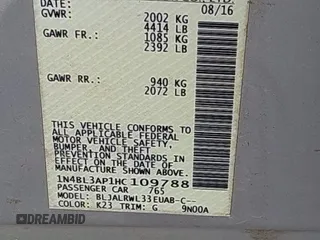 DATE: 08/16
GVWR: 2002 KG
4414 LB
GAWR FR.: 1085 KG
2392 LB
GAWR RR.: 940 KG
2072 LB
THIS VEHICLE CONFORMS TO ALL
APPLICABLE FEDERAL
MOTOR VEHICLE SAFETY,
BUMPER, AND THEFT
PREVENTION STANDARDS IN
EFFECT ON THE DATE OF
MANUFACTURE SHOWN ABOVE.
1N4BL3AP1HC109788
PASSENGER CAR 765
MODEL: BLJALRWL33EUAB-C--
COLOR: K23 TRIM: G 9N00A
DREAMBID